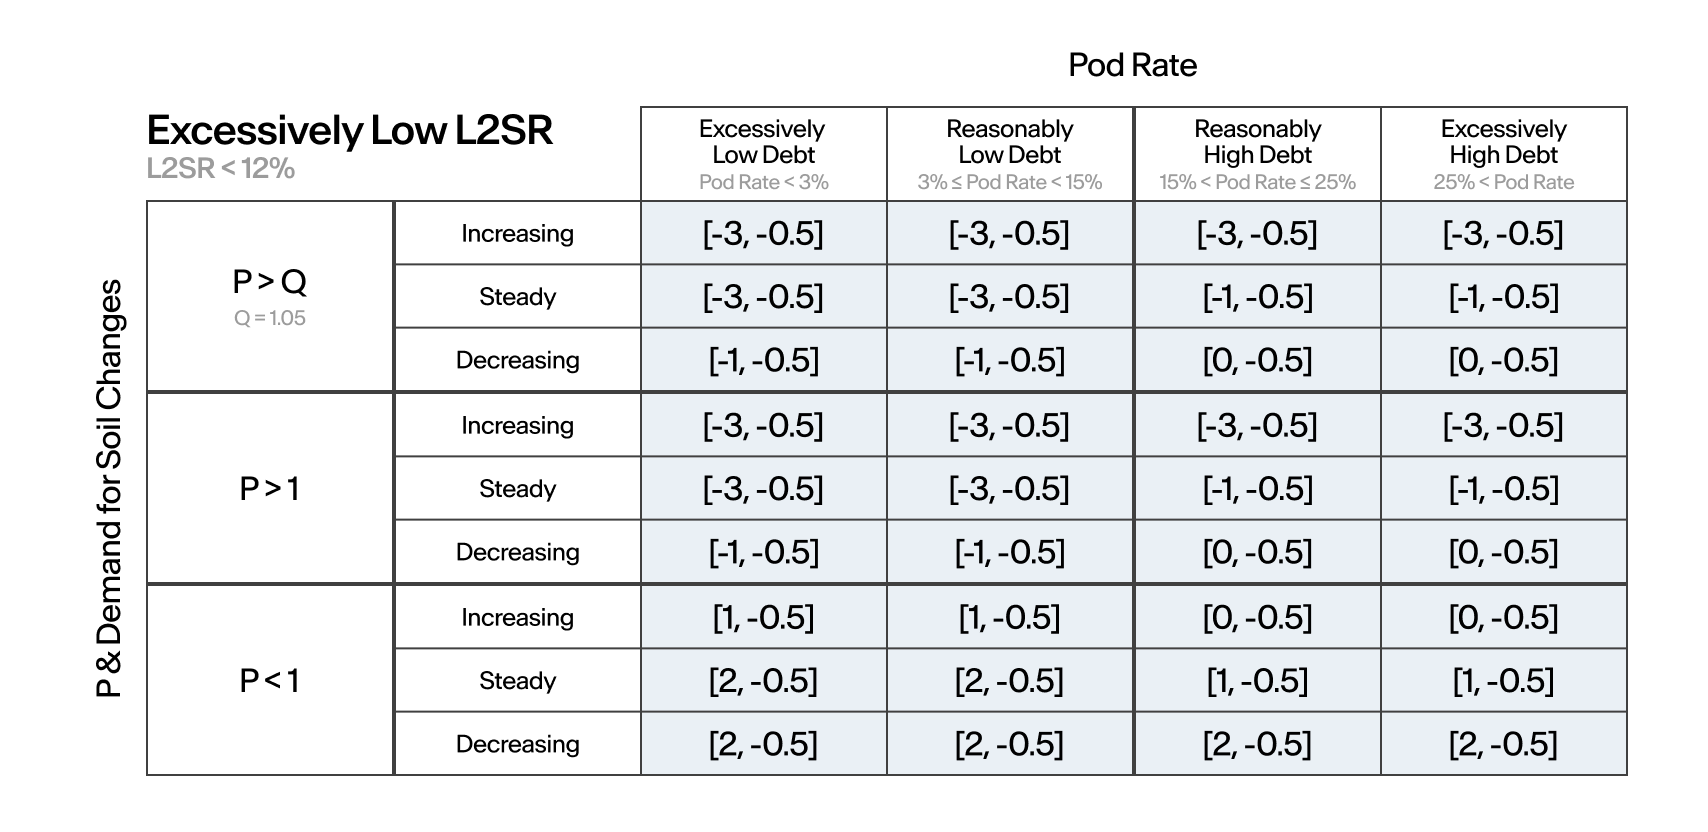 Pod Rate
Excessively Low L2SR
L2SR < 12%
Excessively
Low Debt
Pod Rate < 3%
Reasonably
Low Debt
3% ≤ Pod Rate < 15%
Reasonably
High Debt
15% < Pod Rate ≤ 25%
Excessively
High Debt
25% < Pod Rate
P & Demand for Soil Changes
P > Q
Q = 1.05
Increasing [-3, -0.5] [-3, -0.5] [-3, -0.5] [-3, -0.5]
Steady [-3, -0.5] [-3, -0.5] [-1, -0.5] [-1, -0.5]
Decreasing [-1, -0.5] [-1, -0.5] [0, -0.5] [0, -0.5]
P > 1
Increasing [-3, -0.5] [-3, -0.5] [-3, -0.5] [-3, -0.5]
Steady [-3, -0.5] [-3, -0.5] [-1, -0.5] [-1, -0.5]
Decreasing [-1, -0.5] [-1, -0.5] [0, -0.5] [0, -0.5]
P < 1
Increasing [1, -0.5] [1, -0.5] [0, -0.5] [0, -0.5]
Steady [2, -0.5] [2, -0.5] [1, -0.5] [1, -0.5]
Decreasing [2, -0.5] [2, -0.5] [2, -0.5] [2, -0.5]